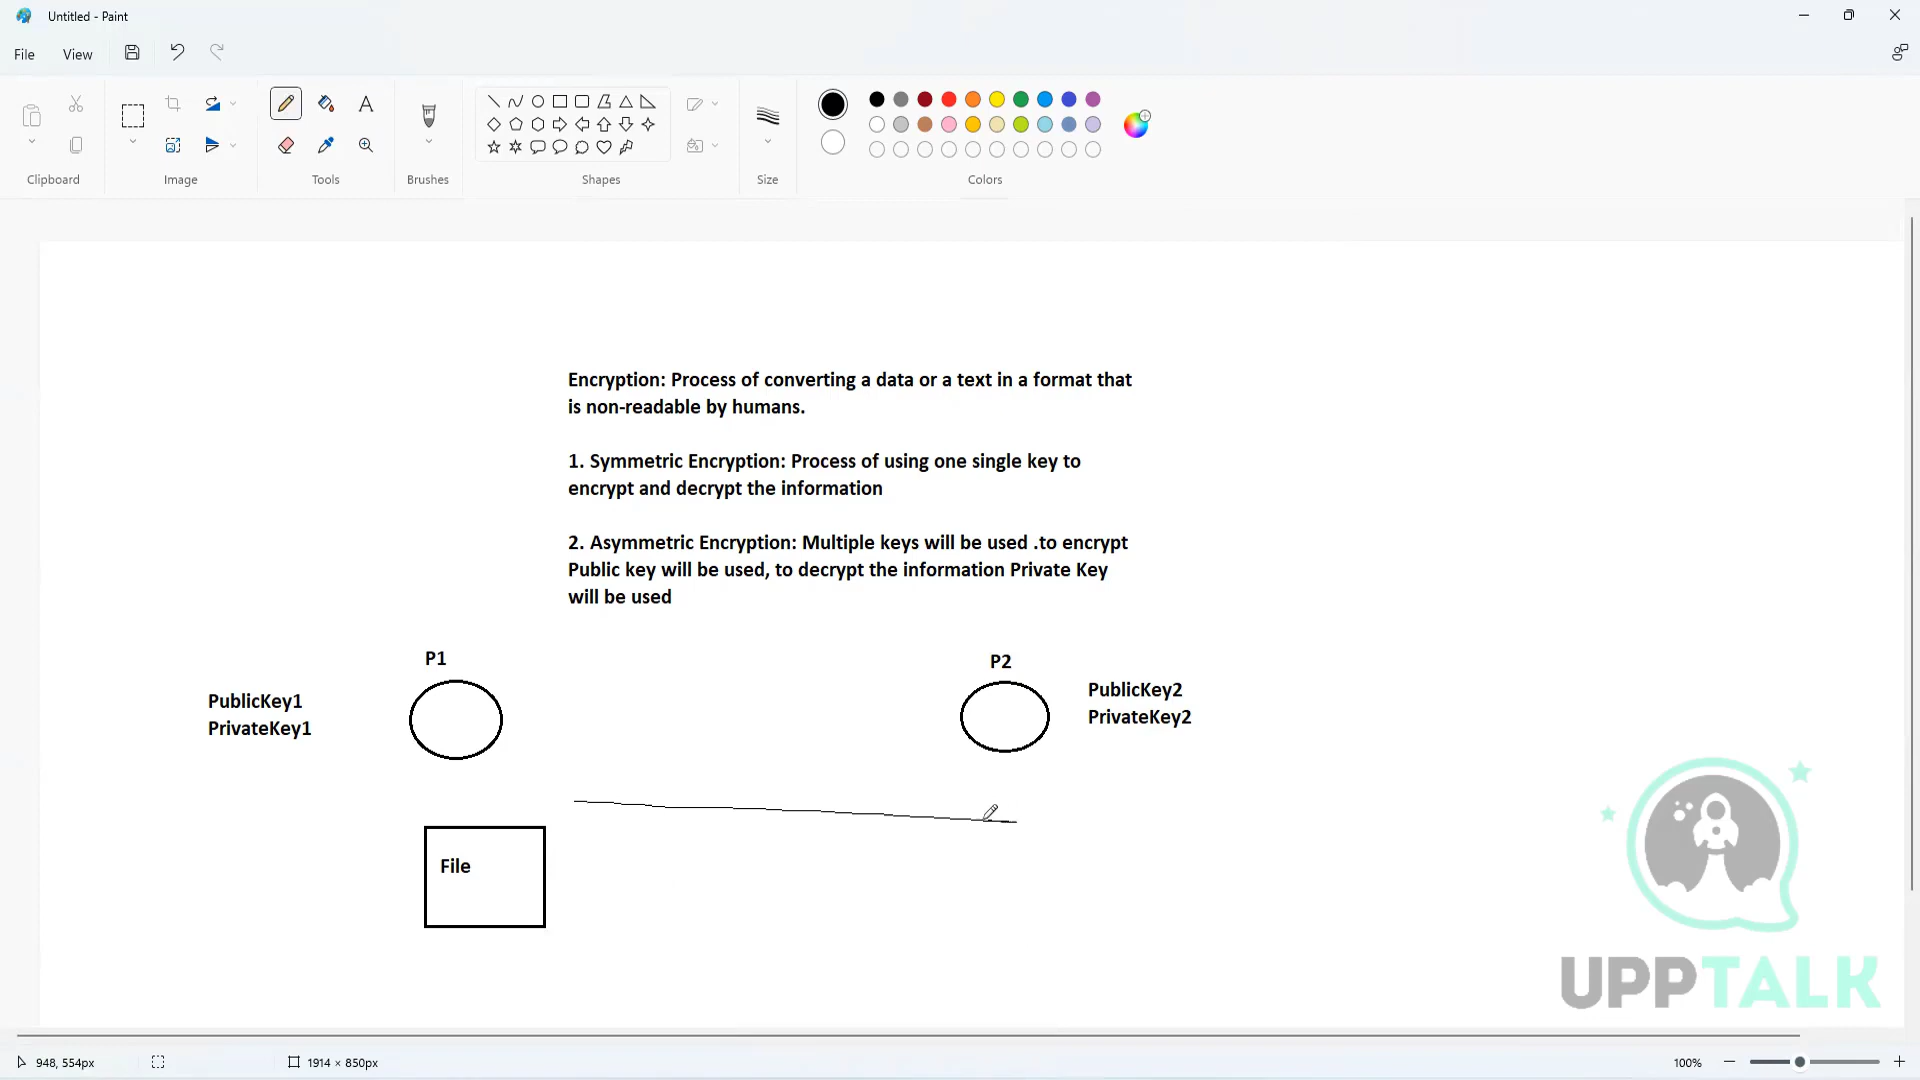 Untitled - Paint
File
View
Clipboard
Image
Tools
Brushes
Shapes
Size
Colors
Encryption: Process of converting a data or a text in a format that
is non-readable by humans.
1. Symmetric Encryption: Process of using one single key to
encrypt and decrypt the information
2. Asymmetric Encryption: Multiple keys will be used .to encrypt
Public key will be used, to decrypt the information Private Key
will be used
P1
P2
PublicKey1
PrivateKey1
PublicKey2
PrivateKey2
File
UPPTALK
948, 554px
1914 × 850px
100%